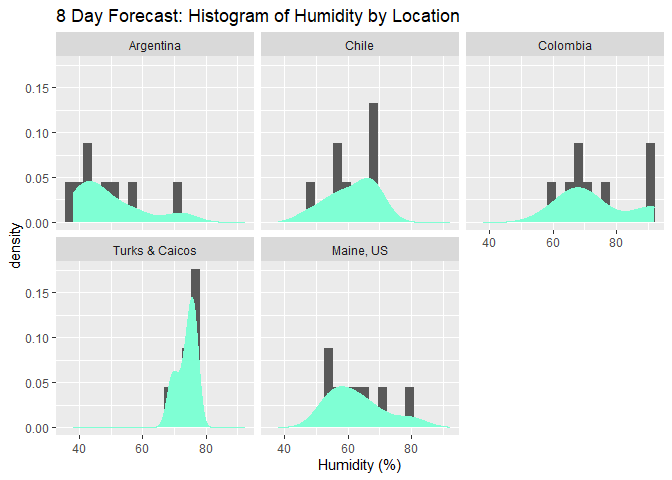 8 Day Forecast: Histogram of Humidity by Location
Argentina
Chile
Colombia
0.15
0.10
0.05
0.00
40 60 80
density
Turks & Caicos
Maine, US
0.15
0.10
0.05
0.00
40 60 80
40 60 80
Humidity (%)